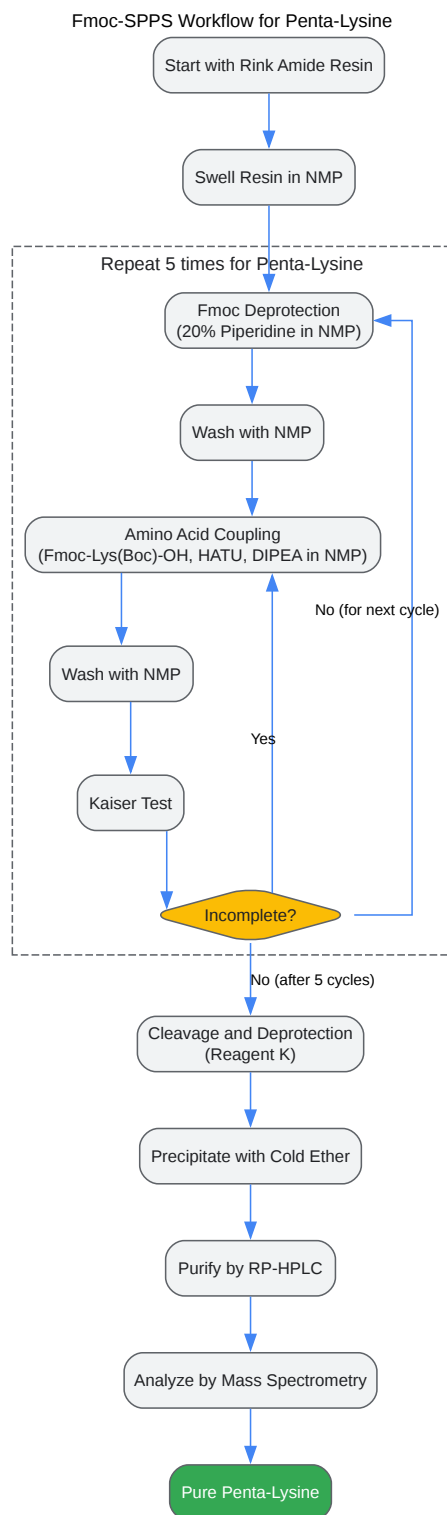 Fmoc-SPPS Workflow for Penta-Lysine
Start with Rink Amide Resin
Swell Resin in NMP
Repeat 5 times for Penta-Lysine
Fmoc Deprotection
(20% Piperidine in NMP)
Wash with NMP
Amino Acid Coupling
(Fmoc-Lys(Boc)-OH, HATU, DIPEA in NMP)
No (for next cycle)
Wash with NMP
Yes
Kaiser Test
Incomplete?
No (after 5 cycles)
Cleavage and Deprotection
(Reagent K)
Precipitate with Cold Ether
Purify by RP-HPLC
Analyze by Mass Spectrometry
Pure Penta-Lysine